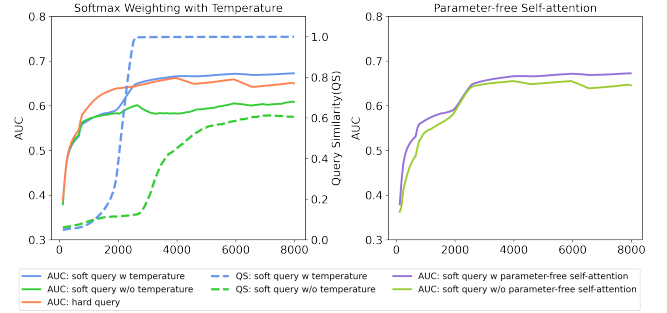 Softmax Weighting with Temperature
0.8
0.7
0.6
0.5
0.4
0.3
AUC
1.0
0.8
0.6
0.4
0.2
0.0
Query Similarity(QS)
0
2000
4000
6000
8000
Parameter-free Self-attention
0.8
0.7
0.6
0.5
0.4
0.3
AUC
0
2000
4000
6000
8000
AUC: soft query w temperature
AUC: soft query w/o temperature
AUC: hard query
QS: soft query w temperature
QS: soft query w/o temperature
AUC: soft query w parameter-free self-attention
AUC: soft query w/o parameter-free self-attention